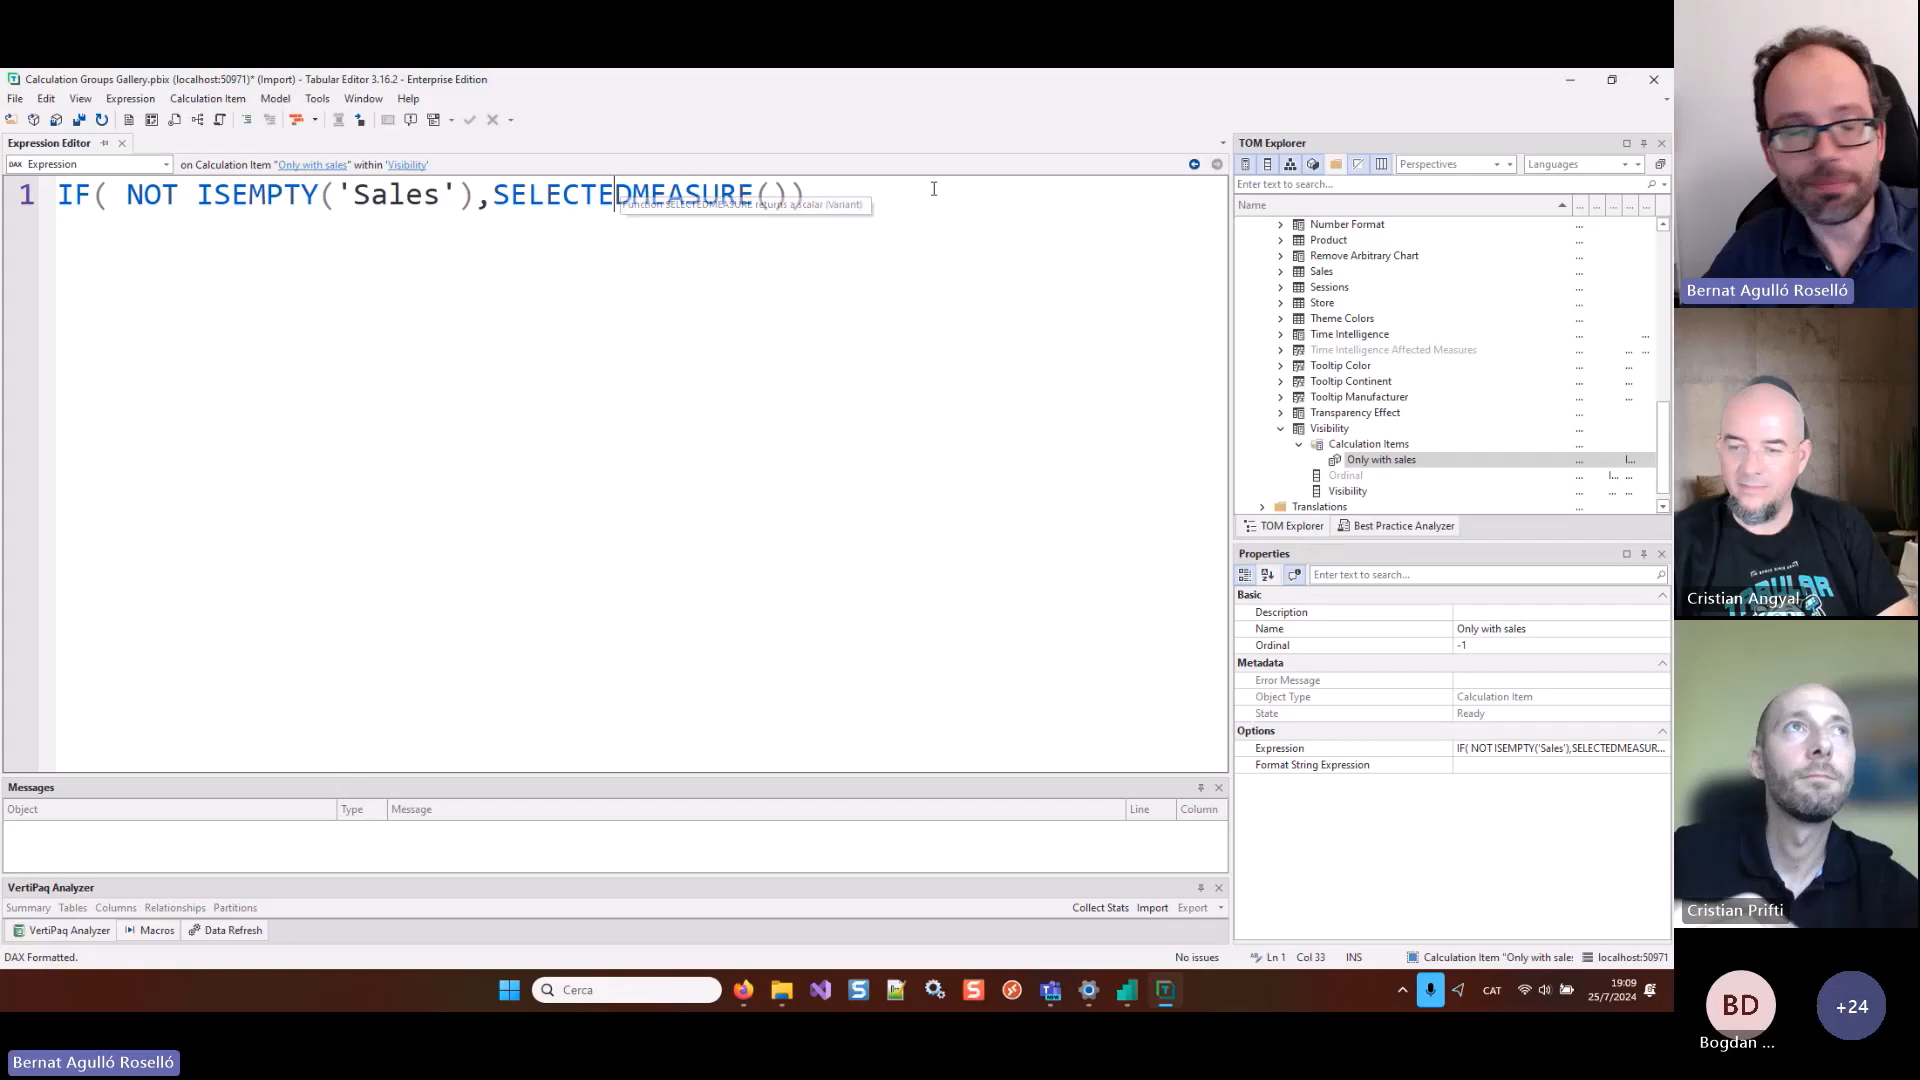 Calculation Groups Gallery.pbix (localhost:50971)* (Import) - Tabular Editor 3.16.2 - Enterprise Edition
File Edit View Expression Calculation Item Model Tools Window Help
Expression Editor
DAX Expression on Calculation Item "Only with sales" within 'Visibility'
1 IF( NOT ISEMPTY('Sales'),SELECTEDMEASURE())
Function SELECTEDMEASURE returns a scalar (Variant)
TOM Explorer
Perspectives Languages
Enter text to search...
Name ... ... ... ... ...
Number Format ...
Product ...
Remove Arbitrary Chart ...
Sales ...
Sessions ...
Store ...
Theme Colors ...
Time Intelligence ...
Time Intelligence Affected Measures ... ... ...
Tooltip Color ... ...
Tooltip Continent ... ...
Tooltip Manufacturer ... ...
Transparency Effect ...
Visibility ...
Calculation Items ...
Only with sales ... I...
Ordinal I... ...
Visibility ... ...
Translations ...
TOM Explorer Best Practice Analyzer
Properties
Enter text to search...
Basic
Description
Name Only with sales
Ordinal -1
Metadata
Error Message
Object Type Calculation Item
State Ready
Options
Expression IF( NOT ISEMPTY('Sales'),SELECTEDMEASUR...
Format String Expression
Messages
Object Type Message Line Column
VertiPaq Analyzer
Summary Tables Columns Relationships Partitions Collect Stats Import Export
VertiPaq Analyzer Macros Data Refresh
DAX Formatted. No issues Ln 1 Col 33 INS Calculation Item "Only with sale: localhost:50971
Cerca
CAT
19:09
25/7/2024
Bernat Agulló Roselló
Cristian Angyal
Cristian Prifti
BD
Bogdan ...
+24
Bernat Agulló Roselló